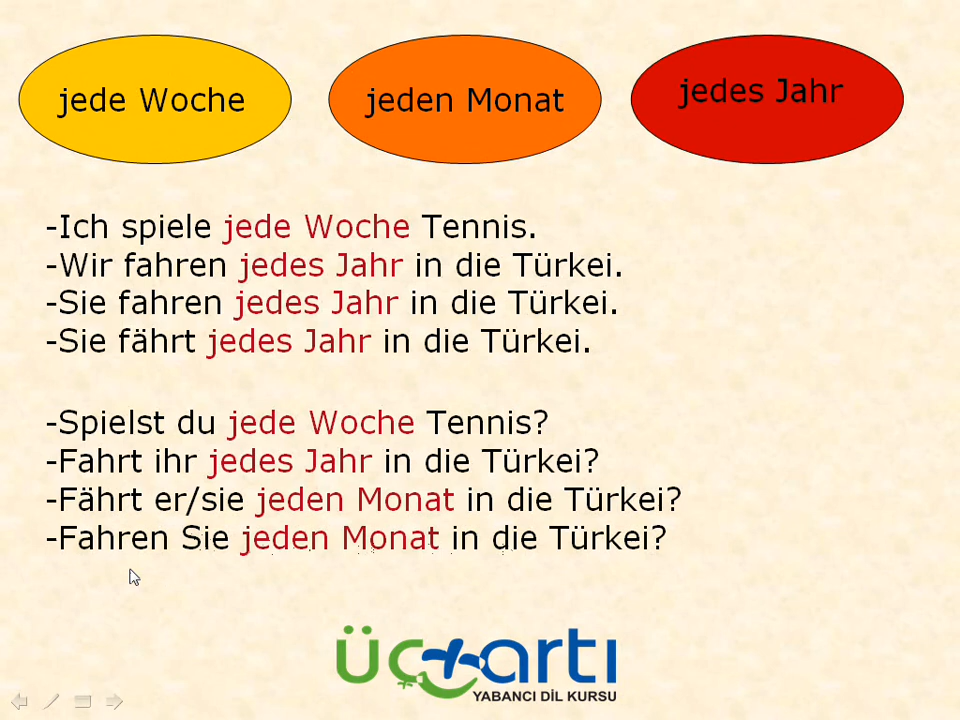 jede Woche
jeden Monat
jedes Jahr
-Ich spiele jede Woche Tennis.
-Wir fahren jedes Jahr in die Türkei.
-Sie fahren jedes Jahr in die Türkei.
-Sie fährt jedes Jahr in die Türkei.
-Spielst du jede Woche Tennis?
-Fahrt ihr jedes Jahr in die Türkei?
-Fährt er/sie jeden Monat in die Türkei?
-Fahren Sie jeden Monat in die Türkei?
üç+artı
YABANCI DİL KURSU